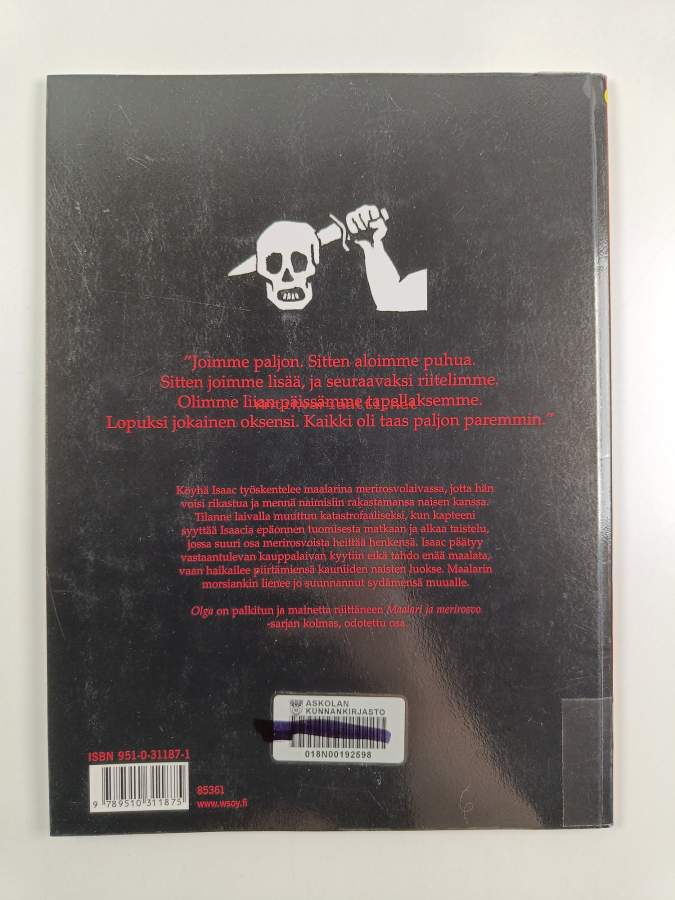 ”Joimme paljon. Sitten aloimme puhua.
Sitten joimme lisää, ja seuraavaksi riitelimme.
Olimme liian päissämme tapellaksemme.
Lopuksi jokainen oksensi. Kaikki oli taas paljon paremmin.”
Köyhä Isaac työskentelee maalarina merirosvolaivassa, jotta hän
voisi rikastua ja mennä naimisiin rakastamansa naisen kanssa.
Tilanne laivalla muuttuu katastrofaaliseksi, kun kapteeni
syyttää Isaacia epäonnen tuomisesta matkaan ja alkaa taistelu,
jossa suuri osa merirosvoista heittää henkensä. Isaac päätyy
vastaantulevan kauppalaivan kyytiin eikä tahdo enää maalata,
vaan haikailee piirtämiensä kauniiden naisten luokse. Maalarin
morsiankin lienee jo suunnannut sydämensä muualle.
Olga on palkitun ja mainetta niittäneen Maalari ja merirosvo
-sarjan kolmas, odotettu osa.
ASKOLAN
KUNNANKIRJASTO
018N00192598
ISBN 951-0-31187-1
9 789510 311875
85361
www.wsoy.fi
6